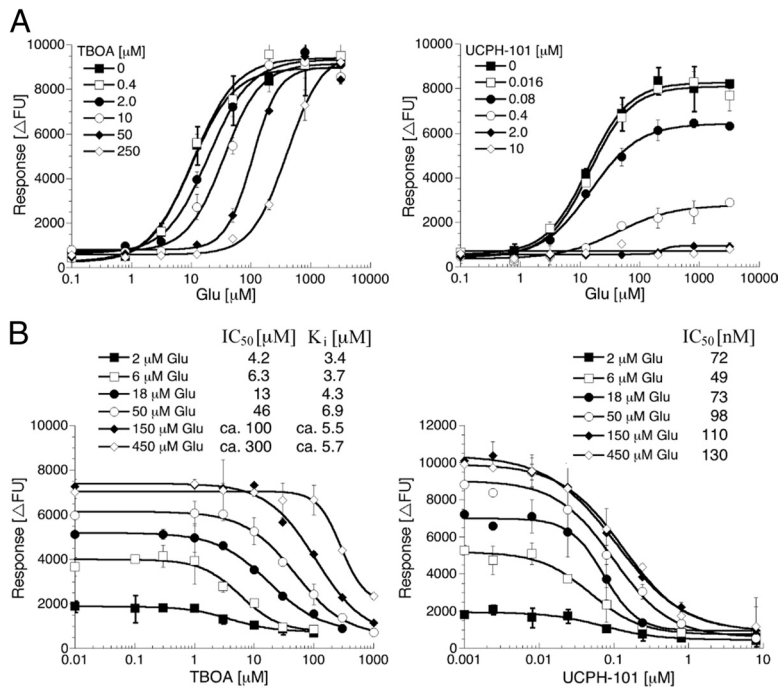 A
TBOA [μM]
0
0.4
2.0
10
50
250
10000
8000
6000
4000
2000
0
Response [△FU]
0.1 1 10 100 1000 10000
Glu [μM]
UCPH-101 [μM]
0
0.016
0.08
0.4
2.0
10
10000
8000
6000
4000
2000
0
Response [△FU]
0.1 1 10 100 1000 10000
Glu [μM]
B
IC50 [μM] Ki [μM]
2 μM Glu 4.2 3.4
6 μM Glu 6.3 3.7
18 μM Glu 13 4.3
50 μM Glu 46 6.9
150 μM Glu ca. 100 ca. 5.5
450 μM Glu ca. 300 ca. 5.7
10000
8000
6000
4000
2000
0
Response [△FU]
0.01 0.1 1 10 100 1000
TBOA [μM]
IC50 [nM]
2 μM Glu 72
6 μM Glu 49
18 μM Glu 73
50 μM Glu 98
150 μM Glu 110
450 μM Glu 130
12000
10000
8000
6000
4000
2000
0
Response [△FU]
0.001 0.01 0.1 1 10
UCPH-101 [μM]